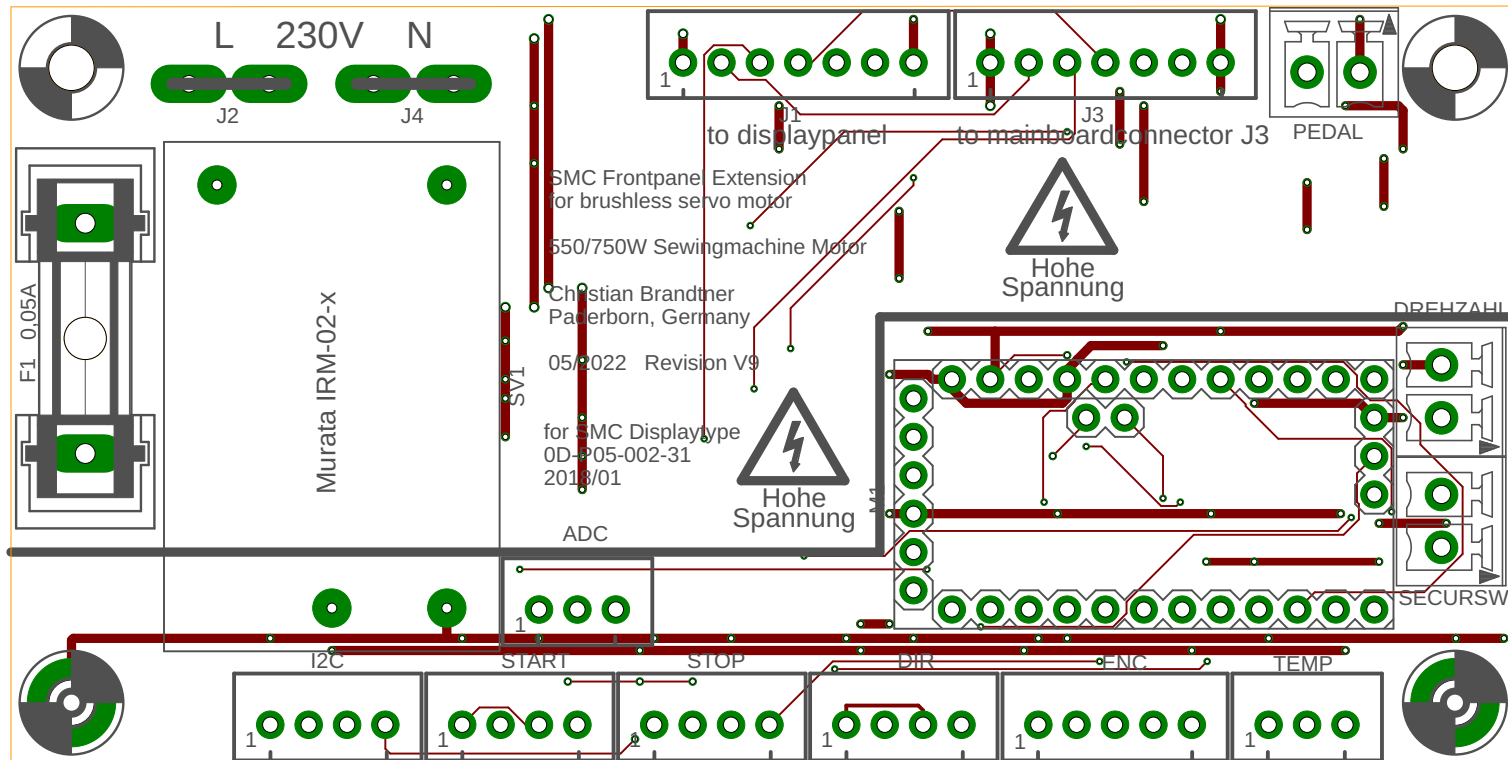 L 230V N
J2
J4
1
1
J1
J3
to displaypanel
to mainboardconnector J3
PEDAL
SMC Frontpanel Extension
for brushless servo motor
550/750W Sewingmachine Motor
Christian Brandtner
Paderborn, Germany
05/2022 Revision V9
for SMC Displaytype
0D-P05-002-31
2018/01
Hohe
Spannung
Hohe
Spannung
F1 0,05A
Murata IRM-02-x
SV1
DREHZAHL
M1
ADC
1
SECURSW
I2C
START
STOP
DIR
ENC
TEMP
1
1
1
1
1
1